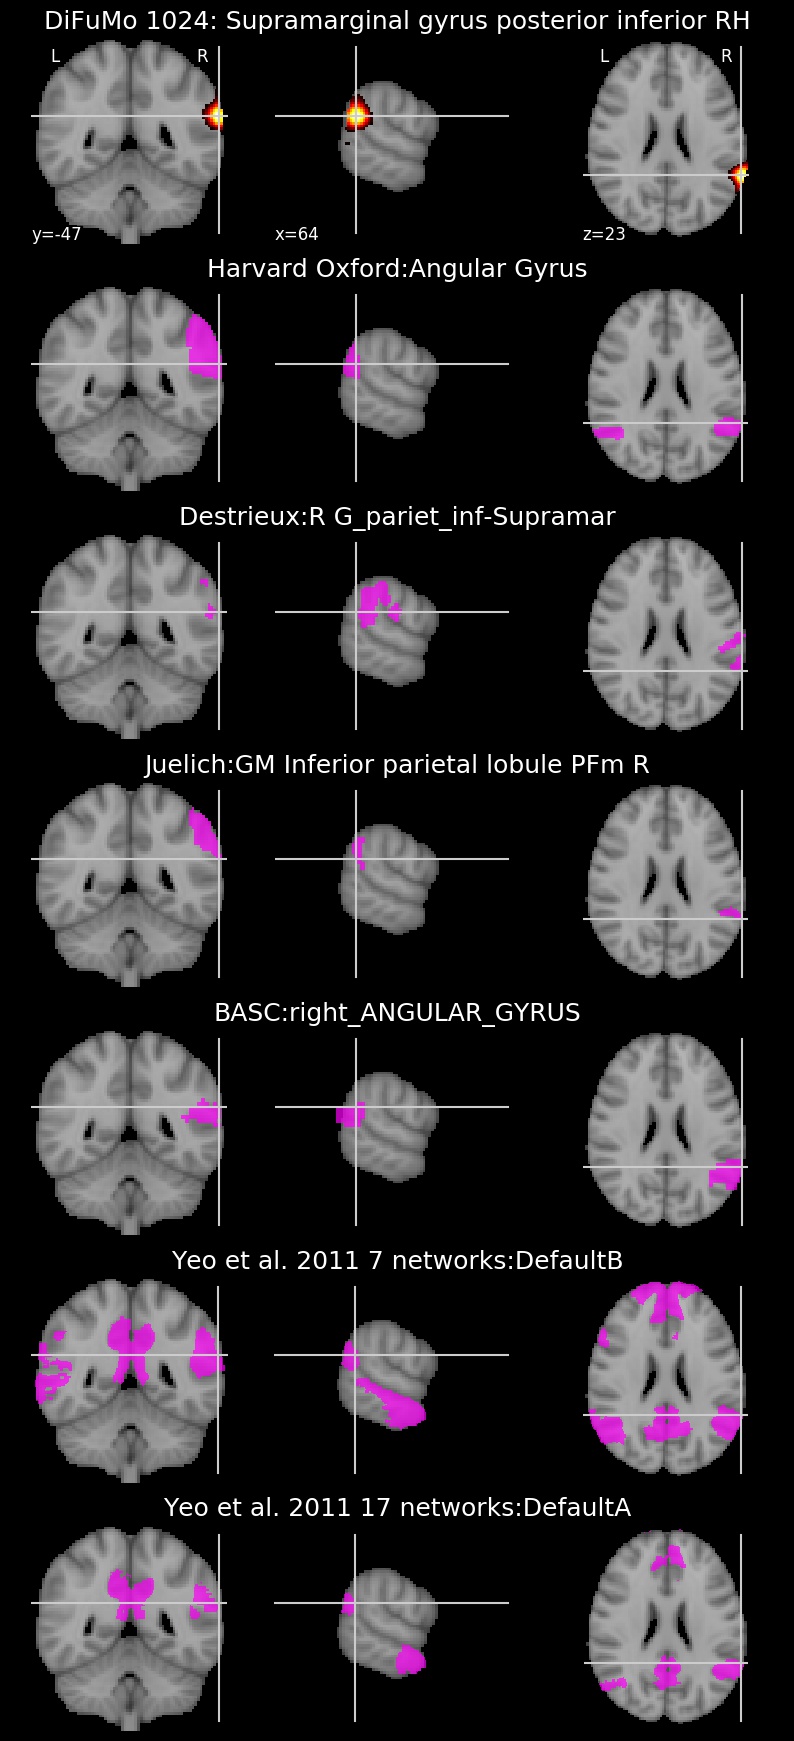 DiFuMo 1024: Supramarginal gyrus posterior inferior RH
L R L R
y=-47 x=64 z=23
Harvard Oxford:Angular Gyrus
Destrieux:R G_pariet_inf-Supramar
Juelich:GM Inferior parietal lobule PFm R
BASC:right_ANGULAR_GYRUS
Yeo et al. 2011 7 networks:DefaultB
Yeo et al. 2011 17 networks:DefaultA